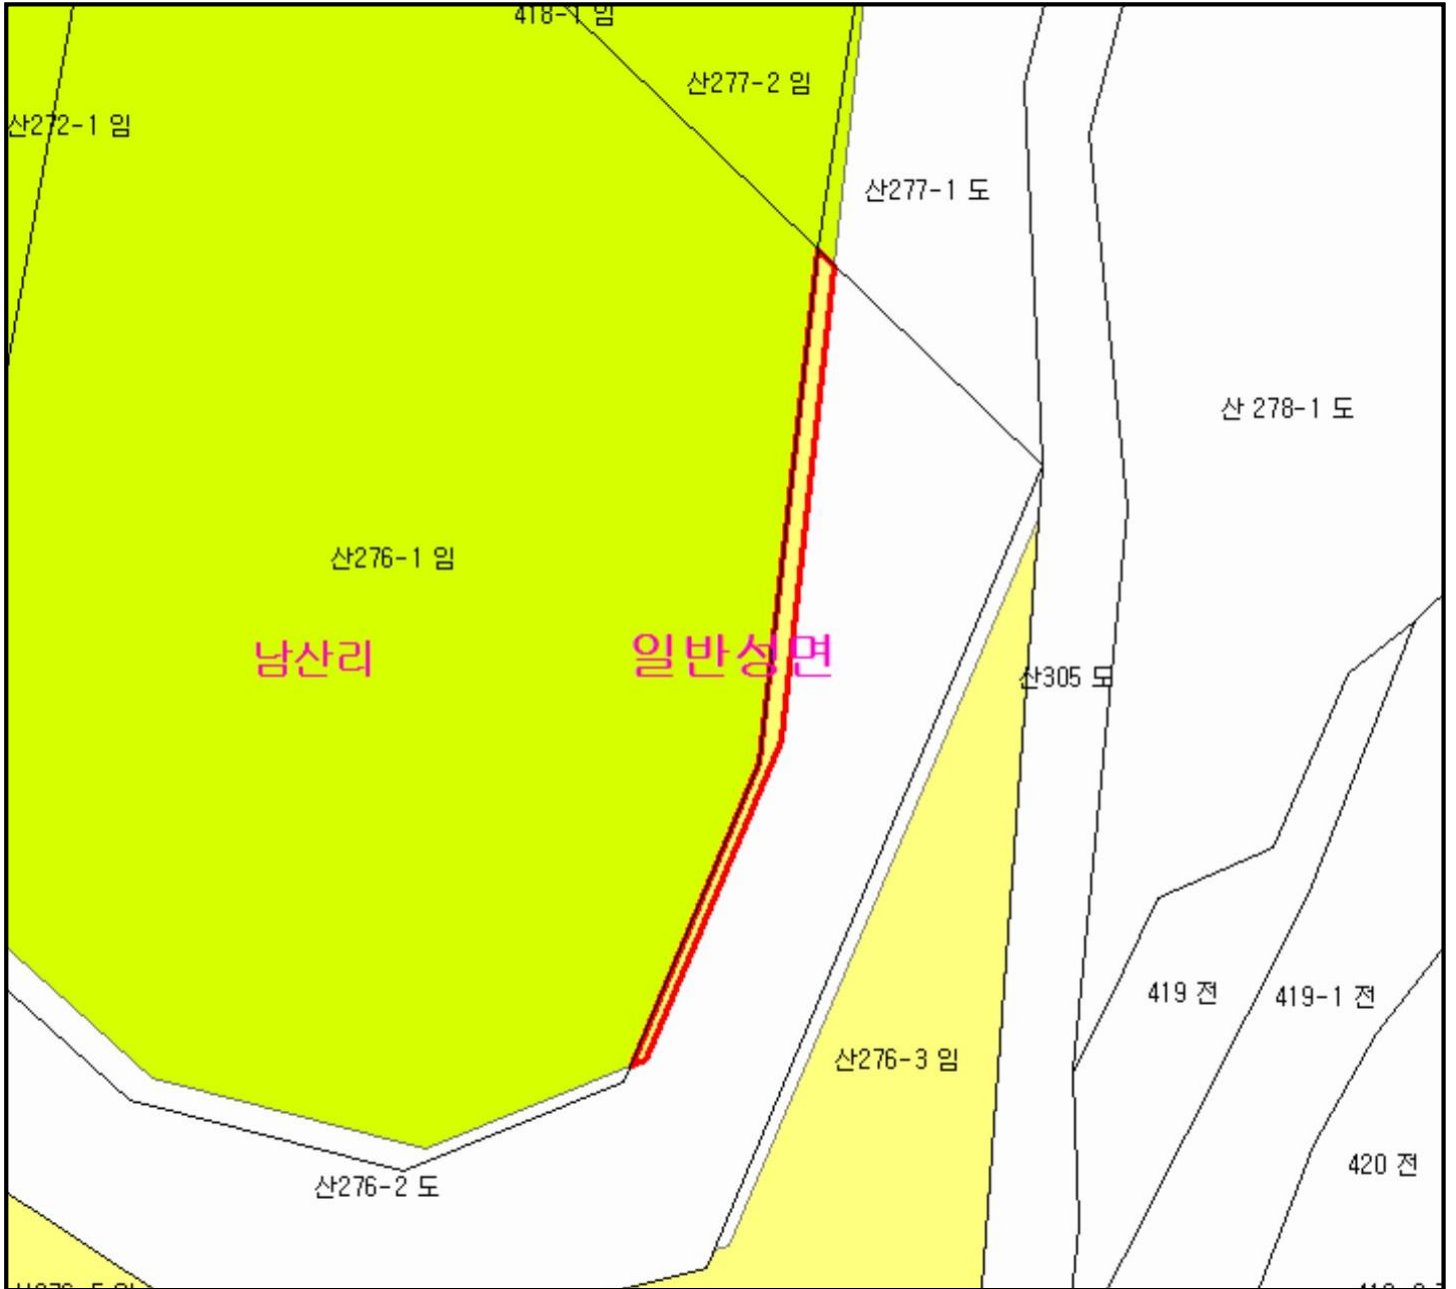 418-1 임
산277-2 임
산272-1 임
산277-1 도
산 278-1 도
산276-1 임
남산리
일반성면
산305 도
419 전
419-1 전
산276-3 임
420 전
산276-2 도